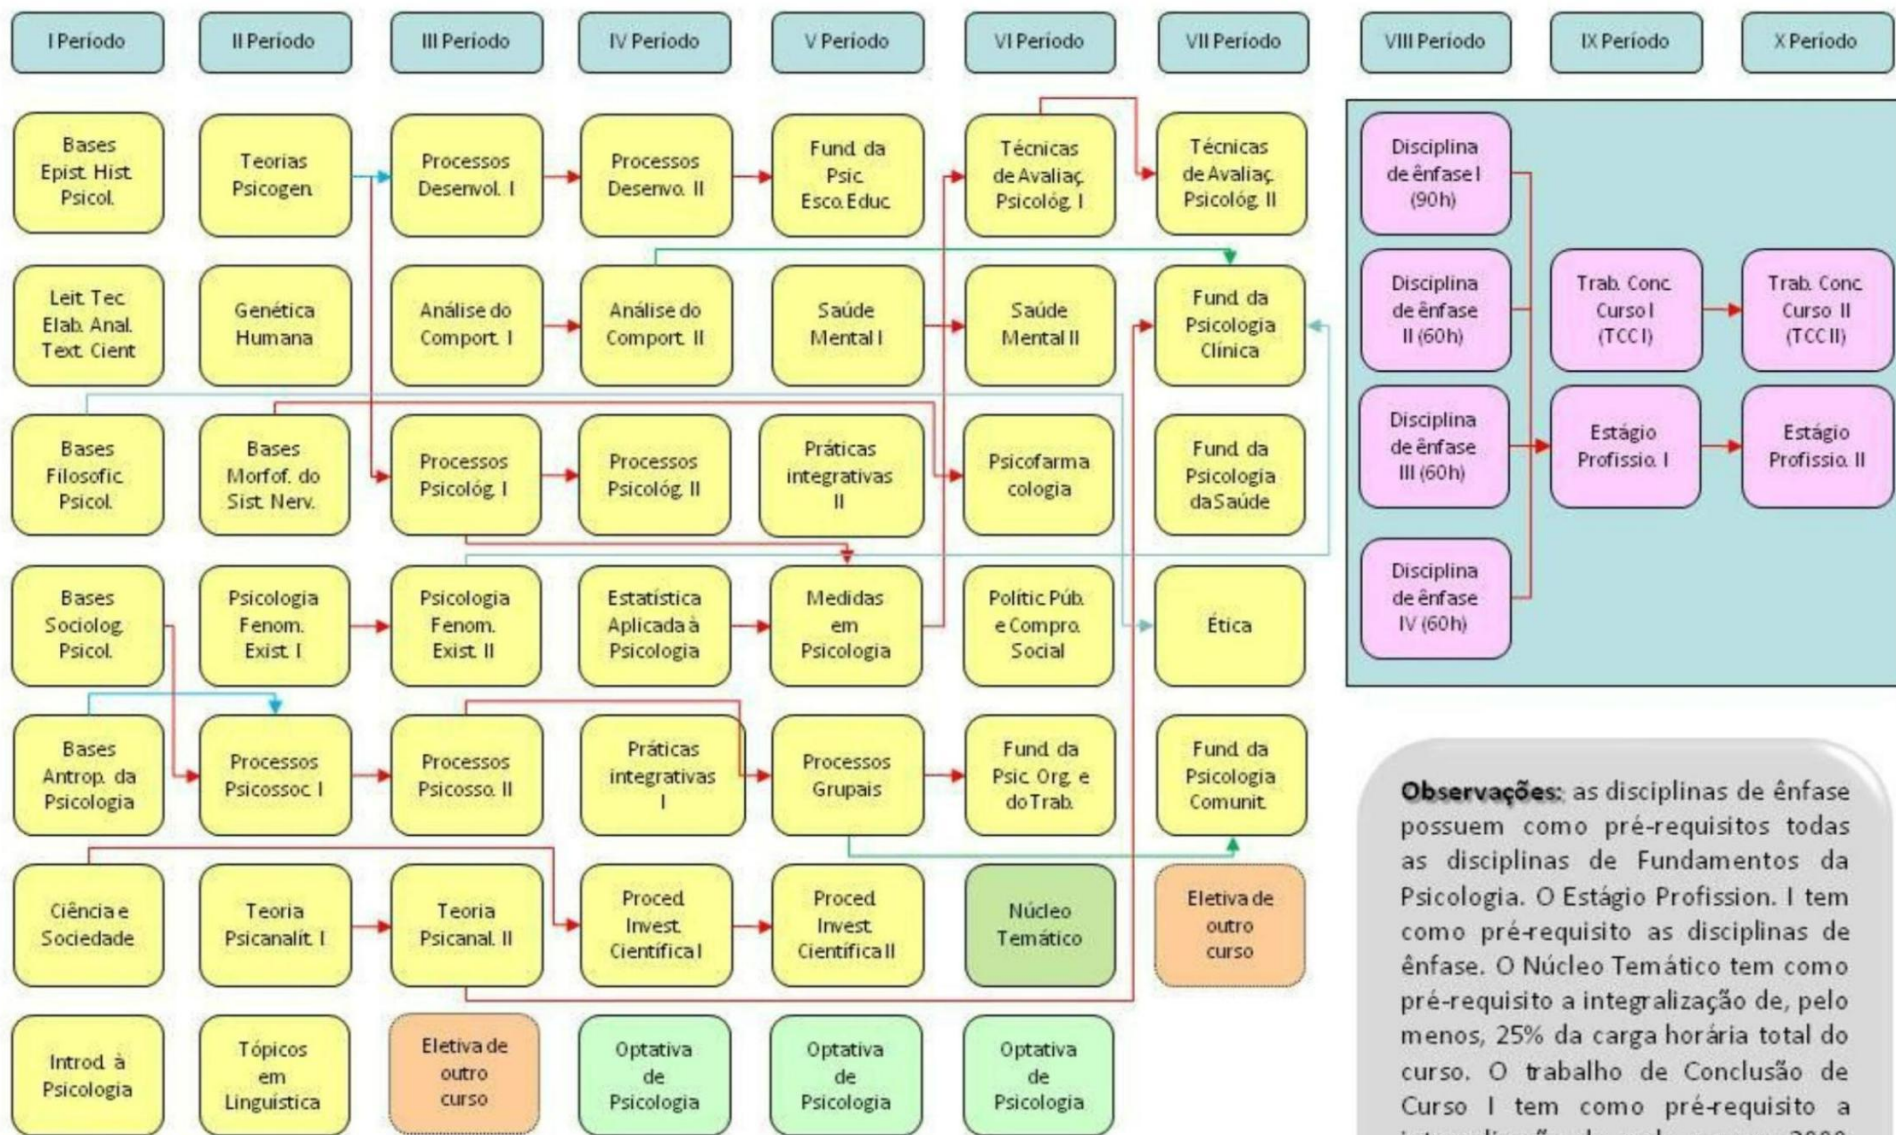 I Período
II Período
III Período
IV Período
V Período
VI Período
VII Período
VIII Período
IX Período
X Período
Bases
Epist. Hist.
Psicol.
Teorias
Psicogen.
Processos
Desenvol. I
Processos
Desenvo. II
Fund. da
Psic.
Esco. Educ.
Técnicas
de Avaliaç.
Psicológ. I
Técnicas
de Avaliaç.
Psicológ. II
Disciplina
de ênfase I
(90h)
Leit. Tec.
Elab. Anal.
Text. Cient
Genética
Humana
Análise do
Comport. I
Análise do
Comport. II
Saúde
Mental I
Saúde
Mental II
Fund. da
Psicologia
Clínica
Disciplina
de ênfase
II (60h)
Trab. Conc.
Curso I
(TCC I)
Trab. Conc.
Curso II
(TCC II)
Bases
Filosofic.
Psicol.
Bases
Morfof. do
Sist. Nerv.
Processos
Psicológ. I
Processos
Psicológ. II
Práticas
integrativas
II
Psicofarma
cologia
Fund. da
Psicologia
da Saúde
Disciplina
de ênfase
III (60h)
Estágio
Profissio. I
Estágio
Profissio. II
Bases
Sociolog.
Psicol.
Psicologia
Fenom.
Exist. I
Psicologia
Fenom.
Exist. II
Estatística
Aplicada à
Psicologia
Medidas
em
Psicologia
Polític. Púb.
e Compro.
Social
Ética
Disciplina
de ênfase
IV (60h)
Bases
Antrop. da
Psicologia
Processos
Psicossoc. I
Processos
Psicosso. II
Práticas
integrativas
I
Processos
Grupais
Fund. da
Psic. Org. e
do Trab.
Fund. da
Psicologia
Comunit.
Ciência e
Sociedade
Teoria
Psicanalít. I
Teoria
Psicanal. II
Proced.
Invest.
Científica I
Proced.
Invest.
Científica II
Núcleo
Temático
Eletiva de
outro
curso
Introd. à
Psicologia
Tópicos
em
Linguística
Eletiva de
outro
curso
Optativa
de
Psicologia
Optativa
de
Psicologia
Optativa
de
Psicologia
Observações: as disciplinas de ênfase
possuem como pré-requisitos todas
as disciplinas de Fundamentos da
Psicologia. O Estágio Profission. I tem
como pré-requisito as disciplinas de
ênfase. O Núcleo Temático tem como
pré-requisito a integralização de, pelo
menos, 25% da carga horária total do
curso. O trabalho de Conclusão de
Curso I tem como pré-requisito a